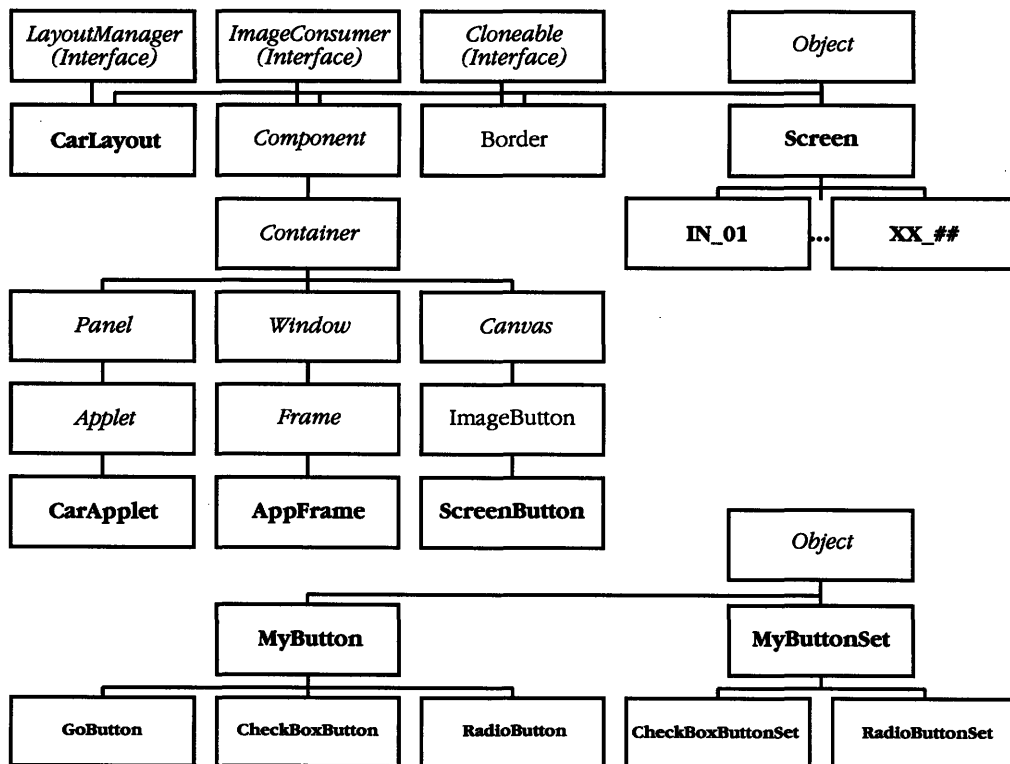 LayoutManager
(Interface)
ImageConsumer
(Interface)
Cloneable
(Interface)
Object
CarLayout
Component
Border
Screen
Container
IN_01
...
XX_##
Panel
Window
Canvas
Applet
Frame
ImageButton
CarApplet
AppFrame
ScreenButton
Object
MyButton
MyButtonSet
GoButton
CheckBoxButton
RadioButton
CheckBoxButtonSet
RadioButtonSet